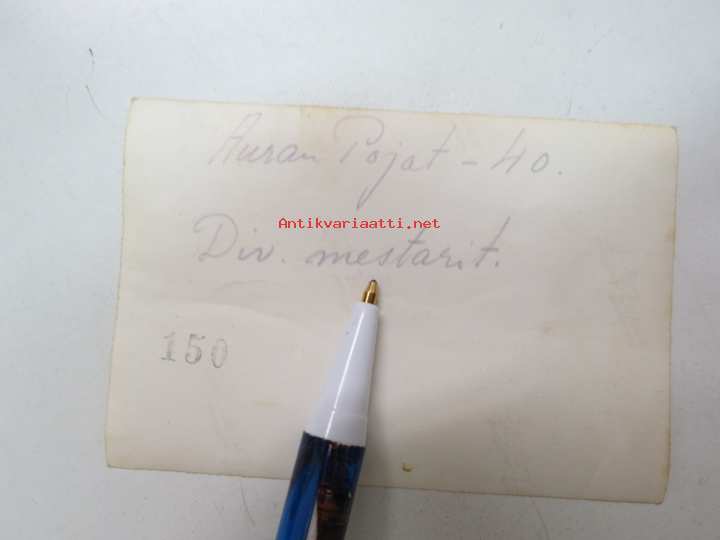 Auran Pojat - 40.
Antikvariaatti.net
Div. mestarit.
150